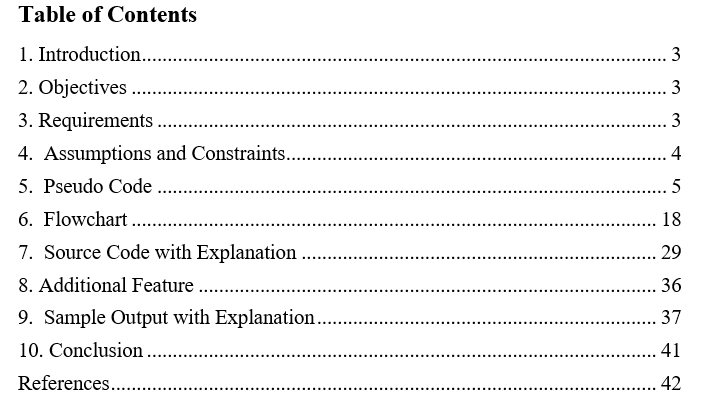 Table of Contents
1. Introduction.......................................................................................................... 3
2. Objectives ............................................................................................................ 3
3. Requirements ....................................................................................................... 3
4.  Assumptions and Constraints.............................................................................. 4
5.  Pseudo Code ....................................................................................................... 5
6.  Flowchart .......................................................................................................... 18
7.  Source Code with Explanation ......................................................................... 29
8. Additional Feature ............................................................................................. 36
9.  Sample Output with Explanation...................................................................... 37
10. Conclusion ....................................................................................................... 41
References.............................................................................................................. 42